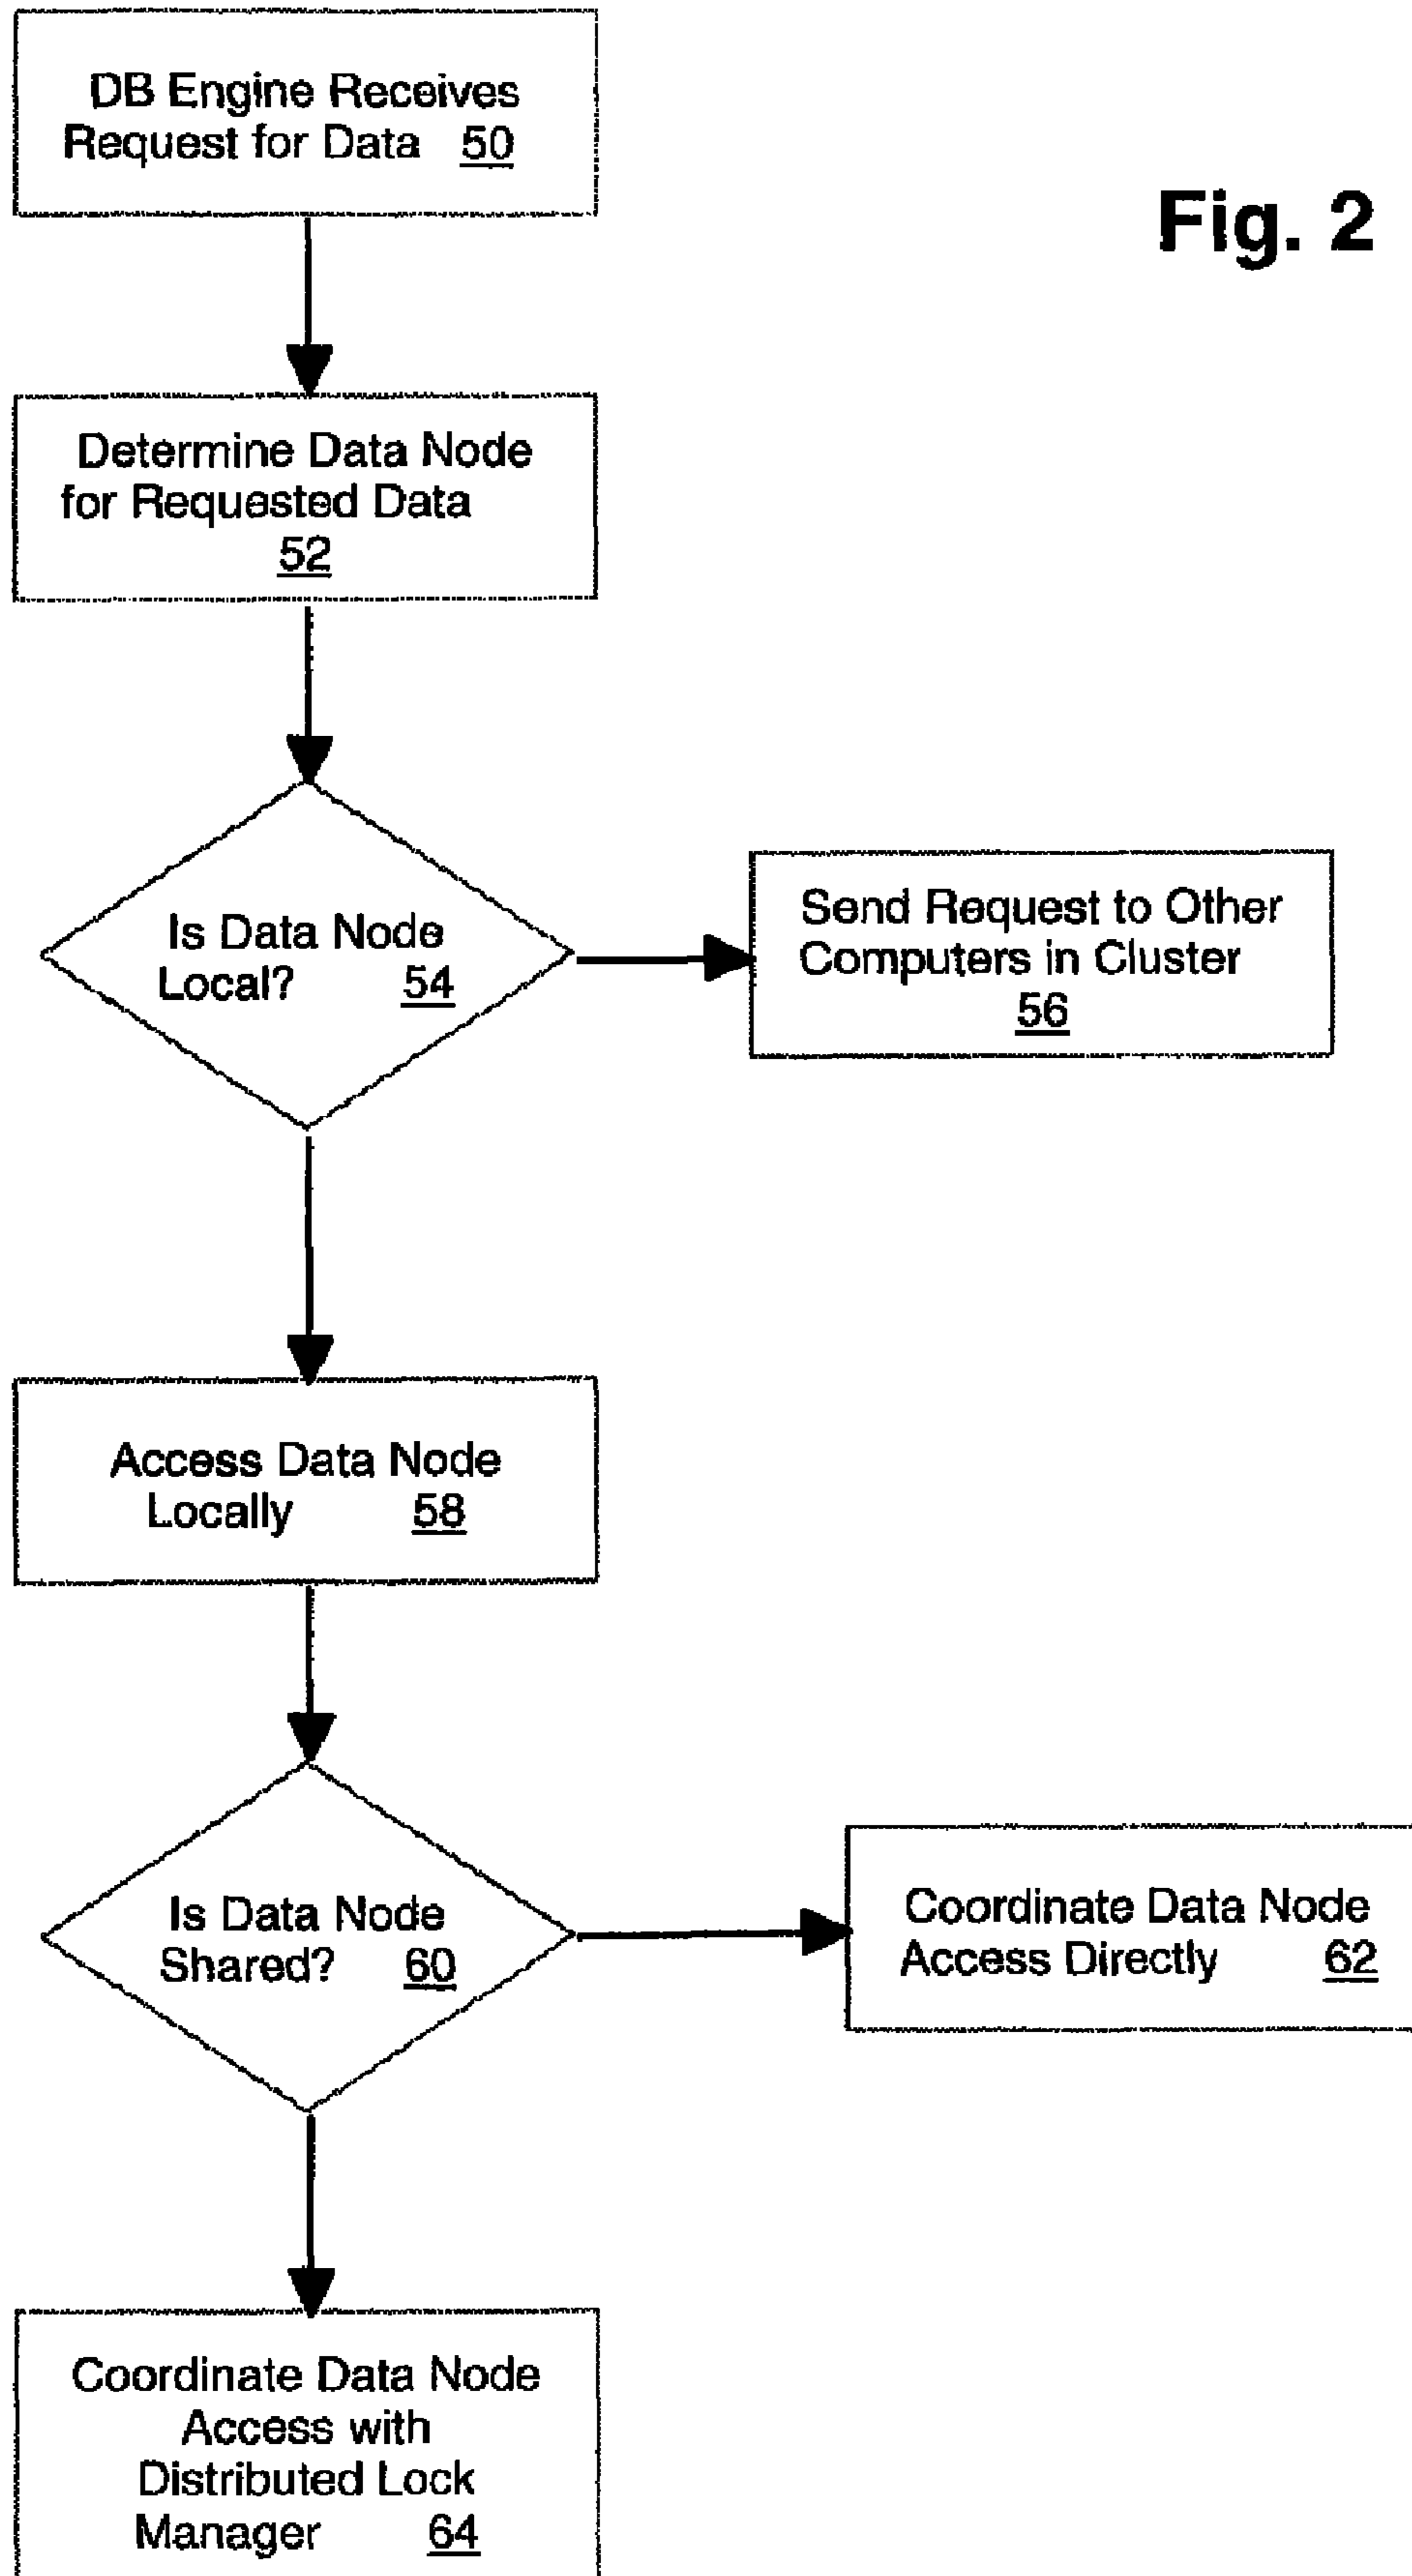 DB Engine Receives
Request for Data 50
Fig. 2
Determine Data Node
for Requested Data
52
Is Data Node
Local? 54
Send Request to Other
Computers in Cluster
56
Access Data Node
Locally 58
Is Data Node
Shared? 60
Coordinate Data Node
Access Directly 62
Coordinate Data Node
Access with
Distributed Lock
Manager 64